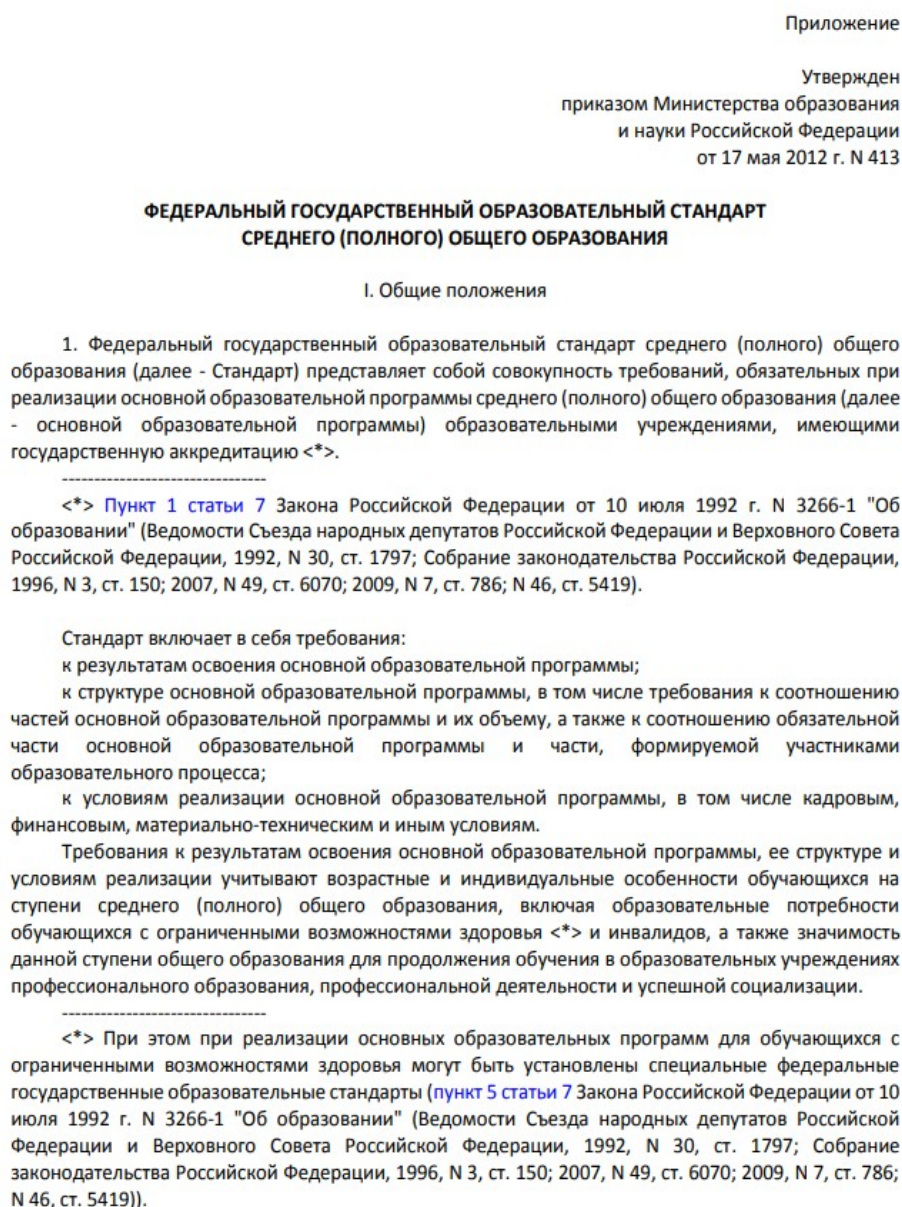 Приложение
Утвержден
приказом Министерства образования
и науки Российской Федерации
от 17 мая 2012 г. N 413
ФЕДЕРАЛЬНЫЙ ГОСУДАРСТВЕННЫЙ ОБРАЗОВАТЕЛЬНЫЙ СТАНДАРТ
СРЕДНЕГО (ПОЛНОГО) ОБЩЕГО ОБРАЗОВАНИЯ
I. Общие положения
1. Федеральный государственный образовательный стандарт среднего (полного) общего
образования (далее - Стандарт) представляет собой совокупность требований, обязательных при
реализации основной образовательной программы среднего (полного) общего образования (далее
- основной образовательной программы) образовательными учреждениями, имеющими
государственную аккредитацию <*>.
--------------------------------
<*> Пункт 1 статьи 7 Закона Российской Федерации от 10 июля 1992 г. N 3266-1 "Об
образовании" (Ведомости Съезда народных депутатов Российской Федерации и Верховного Совета
Российской Федерации, 1992, N 30, ст. 1797; Собрание законодательства Российской Федерации,
1996, N 3, ст. 150; 2007, N 49, ст. 6070; 2009, N 7, ст. 786; N 46, ст. 5419).
Стандарт включает в себя требования:
к результатам освоения основной образовательной программы;
к структуре основной образовательной программы, в том числе требования к соотношению
частей основной образовательной программы и их объему, а также к соотношению обязательной
части основной образовательной программы и части, формируемой участниками
образовательного процесса;
к условиям реализации основной образовательной программы, в том числе кадровым,
финансовым, материально-техническим и иным условиям.
Требования к результатам освоения основной образовательной программы, ее структуре и
условиям реализации учитывают возрастные и индивидуальные особенности обучающихся на
ступени среднего (полного) общего образования, включая образовательные потребности
обучающихся с ограниченными возможностями здоровья <*> и инвалидов, а также значимость
данной ступени общего образования для продолжения обучения в образовательных учреждениях
профессионального образования, профессиональной деятельности и успешной социализации.
--------------------------------
<*> При этом при реализации основных образовательных программ для обучающихся с
ограниченными возможностями здоровья могут быть установлены специальные федеральные
государственные образовательные стандарты (пункт 5 статьи 7 Закона Российской Федерации от 10
июля 1992 г. N 3266-1 "Об образовании" (Ведомости Съезда народных депутатов Российской
Федерации и Верховного Совета Российской Федерации, 1992, N 30, ст. 1797; Собрание
законодательства Российской Федерации, 1996, N 3, ст. 150; 2007, N 49, ст. 6070; 2009, N 7, ст. 786;
N 46, ст. 5419)).